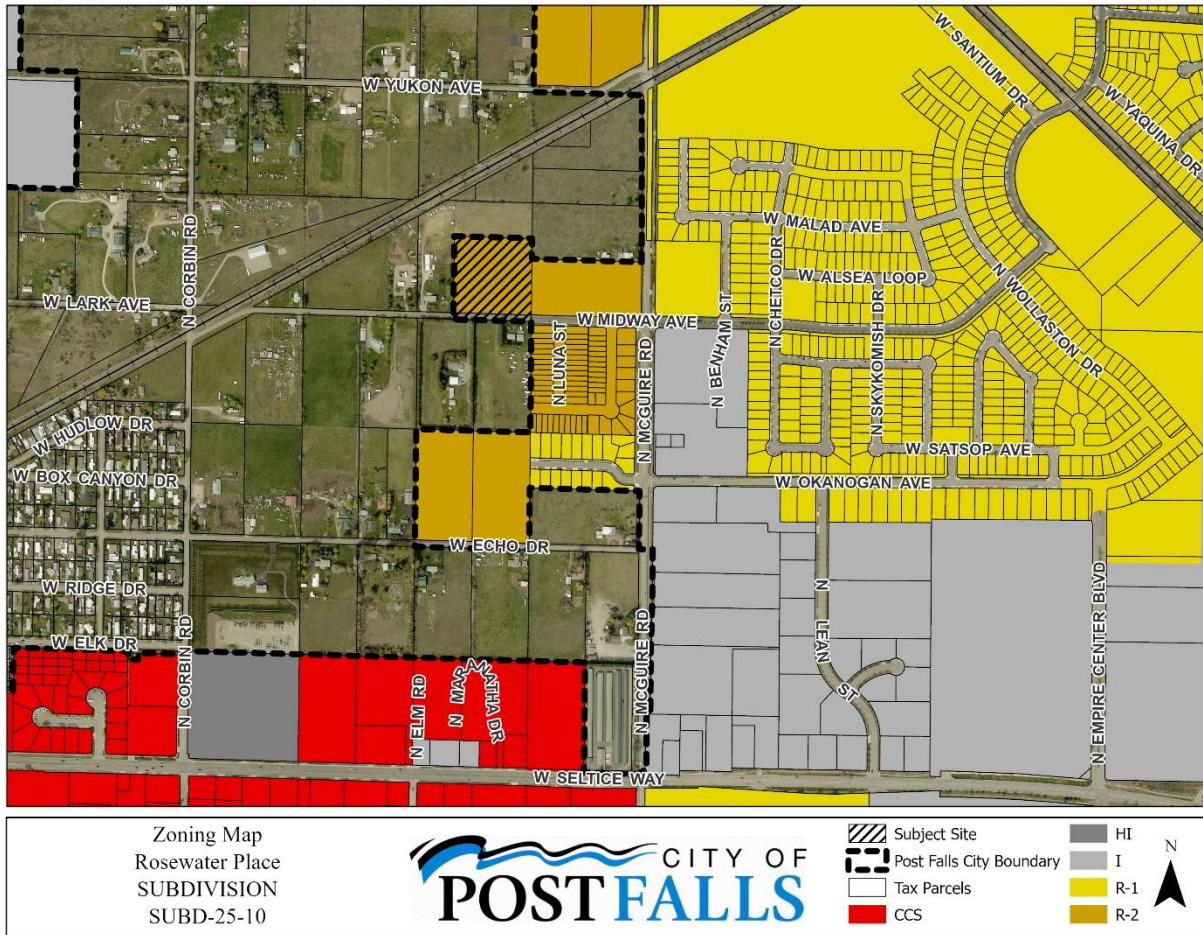 W SANTIUM DR
W YAQUINA DR
W YUKON AVE
N CORBIN RD
W MALAD AVE
N CHETCO DR
W ALSEA LOOP
N WOLLASTON DR
N BENHAM ST
N SKYKOMISH DR
W LARK AVE
W MIDWAY AVE
N LUNA ST
N MCGUIRE RD
W HUDLOW DR
W BOX CANYON DR
W SATSOP AVE
W OKANOGAN AVE
W ECHO DR
W RIDGE DR
W ELK DR
N CORBIN RD
N ELM RD
N MARANATHA DR
N MCGUIRE RD
N LEAN ST
N EMPIRE CENTER BLVD
W SELTICE WAY
Zoning Map
Rosewater Place
SUBDIVISION
SUBD-25-10
CITY OF
POST FALLS
Subject Site
Post Falls City Boundary
Tax Parcels
CCS
HI
I
R-1
R-2
N